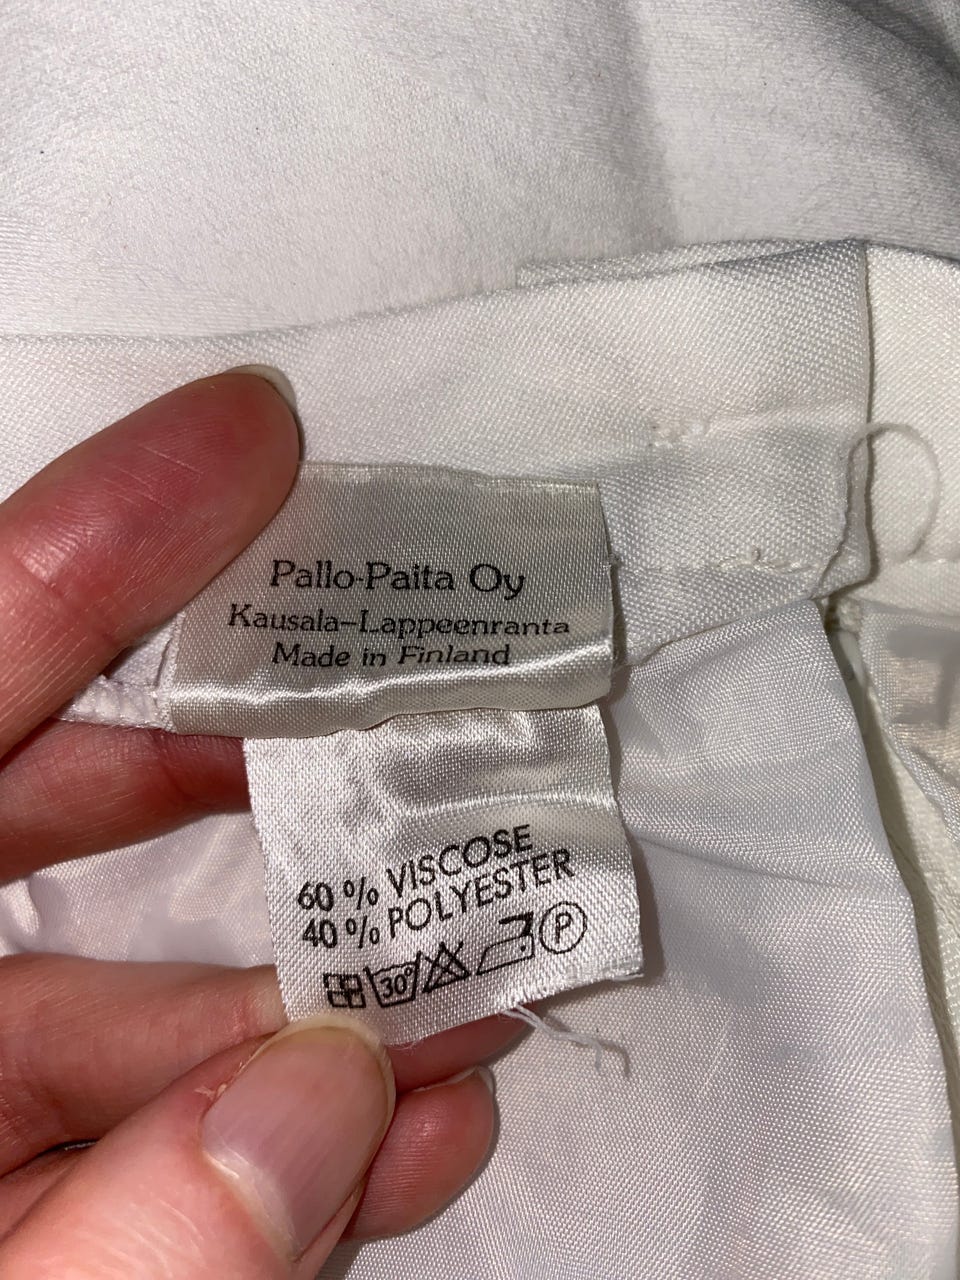 Pallo-Paita Oy
Kausala-Lappeenranta
Made in Finland
60 % VISCOSE
40 % POLYESTER
30° P